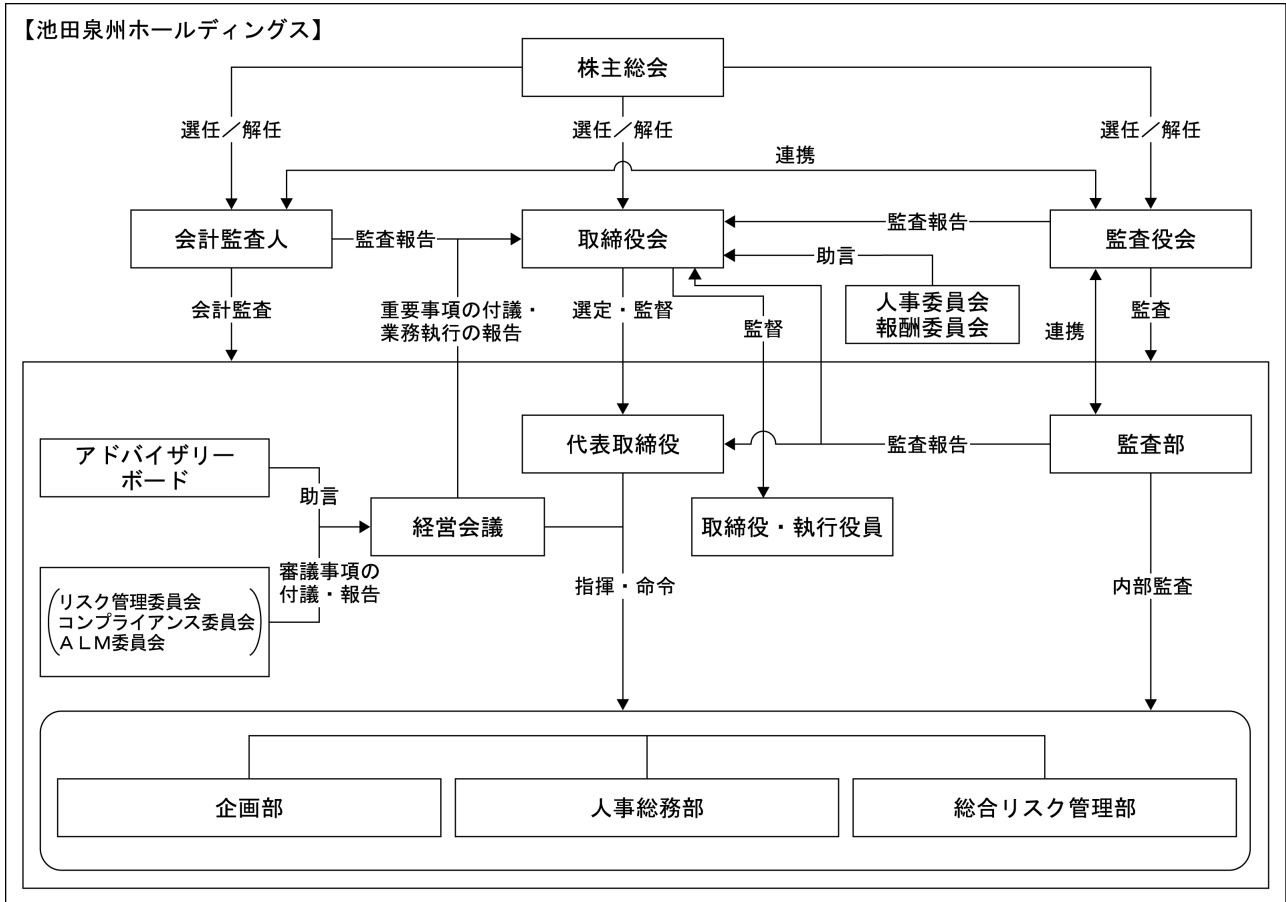 【池田泉州ホールディングス】
株主総会
選任／解任
選任／解任
選任／解任
連携
会計監査人
監査報告
取締役会
監査報告
監査役会
助言
人事委員会
報酬委員会
会計監査
重要事項の付議・
業務執行の報告
選定・監督
監督
連携
監査
アドバイザリー
ボード
代表取締役
監査報告
監査部
助言
経営会議
取締役・執行役員
審議事項の
付議・報告
リスク管理委員会
コンプライアンス委員会
ＡＬＭ委員会
指揮・命令
内部監査
企画部
人事総務部
総合リスク管理部